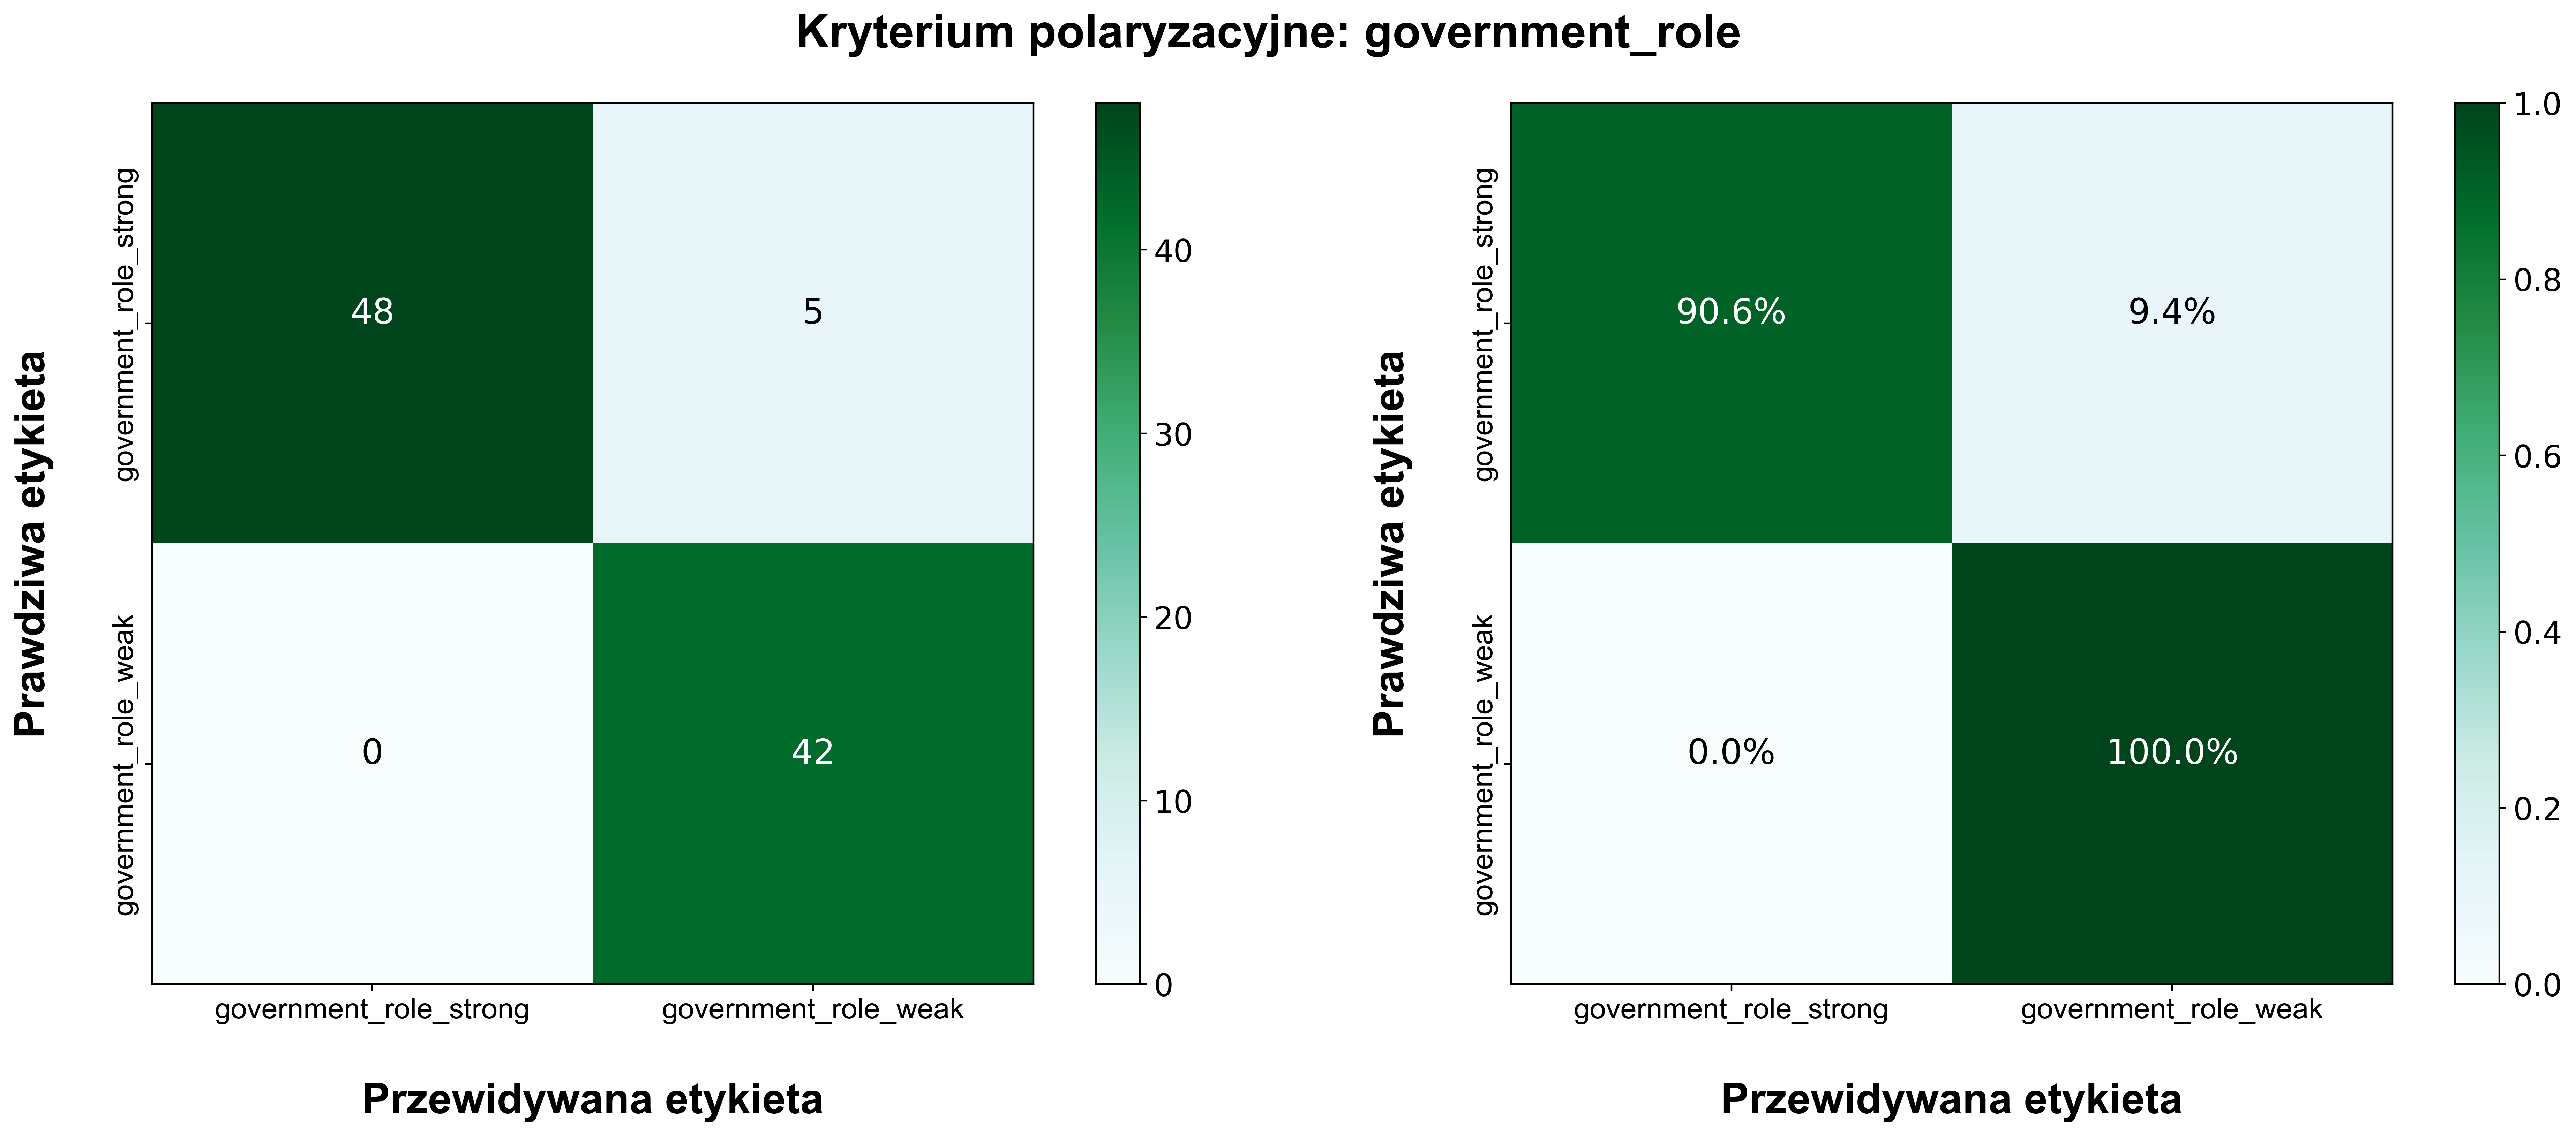 Kryterium polaryzacyjne: government_role
Prawdziwa etykieta
government_role_strong
government_role_weak
48
5
0
42
government_role_strong
government_role_weak
Przewidywana etykieta
40
30
20
10
0
Prawdziwa etykieta
government_role_strong
government_role_weak
90.6%
9.4%
0.0%
100.0%
government_role_strong
government_role_weak
Przewidywana etykieta
1.0
0.8
0.6
0.4
0.2
0.0